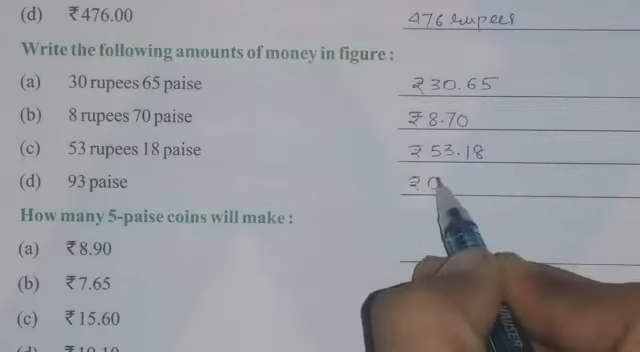 (d) ₹476.00 476 rupees
Write the following amounts of money in figure :
(a) 30 rupees 65 paise ₹30.65
(b) 8 rupees 70 paise ₹8.70
(c) 53 rupees 18 paise ₹53.18
(d) 93 paise ₹0
How many 5-paise coins will make :
(a) ₹8.90
(b) ₹7.65
(c) ₹15.60
(d) ₹10.10